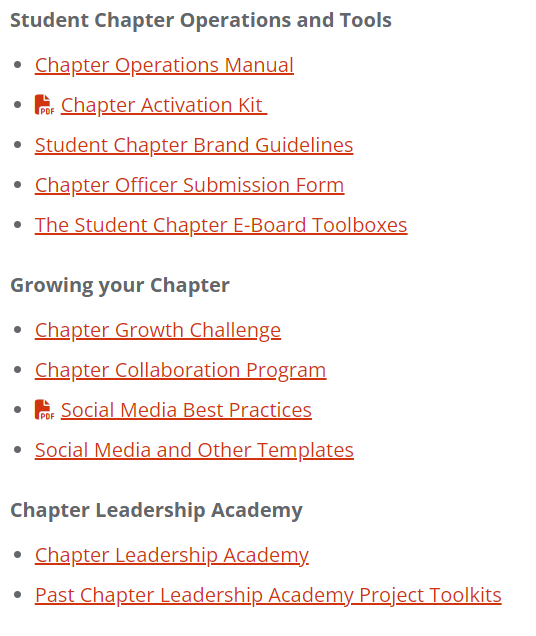 Student Chapter Operations and Tools
Chapter Operations Manual
PDF Chapter Activation Kit
Student Chapter Brand Guidelines
Chapter Officer Submission Form
The Student Chapter E-Board Toolboxes
Growing your Chapter
Chapter Growth Challenge
Chapter Collaboration Program
PDF Social Media Best Practices
Social Media and Other Templates
Chapter Leadership Academy
Chapter Leadership Academy
Past Chapter Leadership Academy Project Toolkits